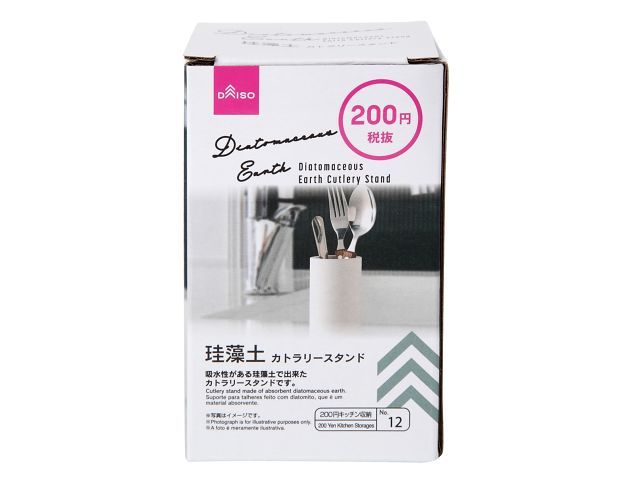 DAISO
200円
税抜
Diatomaceous
Earth
Diatomaceous
Earth Cutlery Stand
珪藻土 カトラリースタンド
吸水性がある珪藻土で出来た
カトラリースタンドです。
Cutlery stand made of absorbent diatomaceous earth.
Suporte para talheres feito com diatomito, que é um
material absorvente.
※写真はイメージです。
※Photograph is for illustrative purposes only.
※A foto é meramente ilustrativa.
200円キッチン収納
200 Yen Kitchen Storages
No.
12